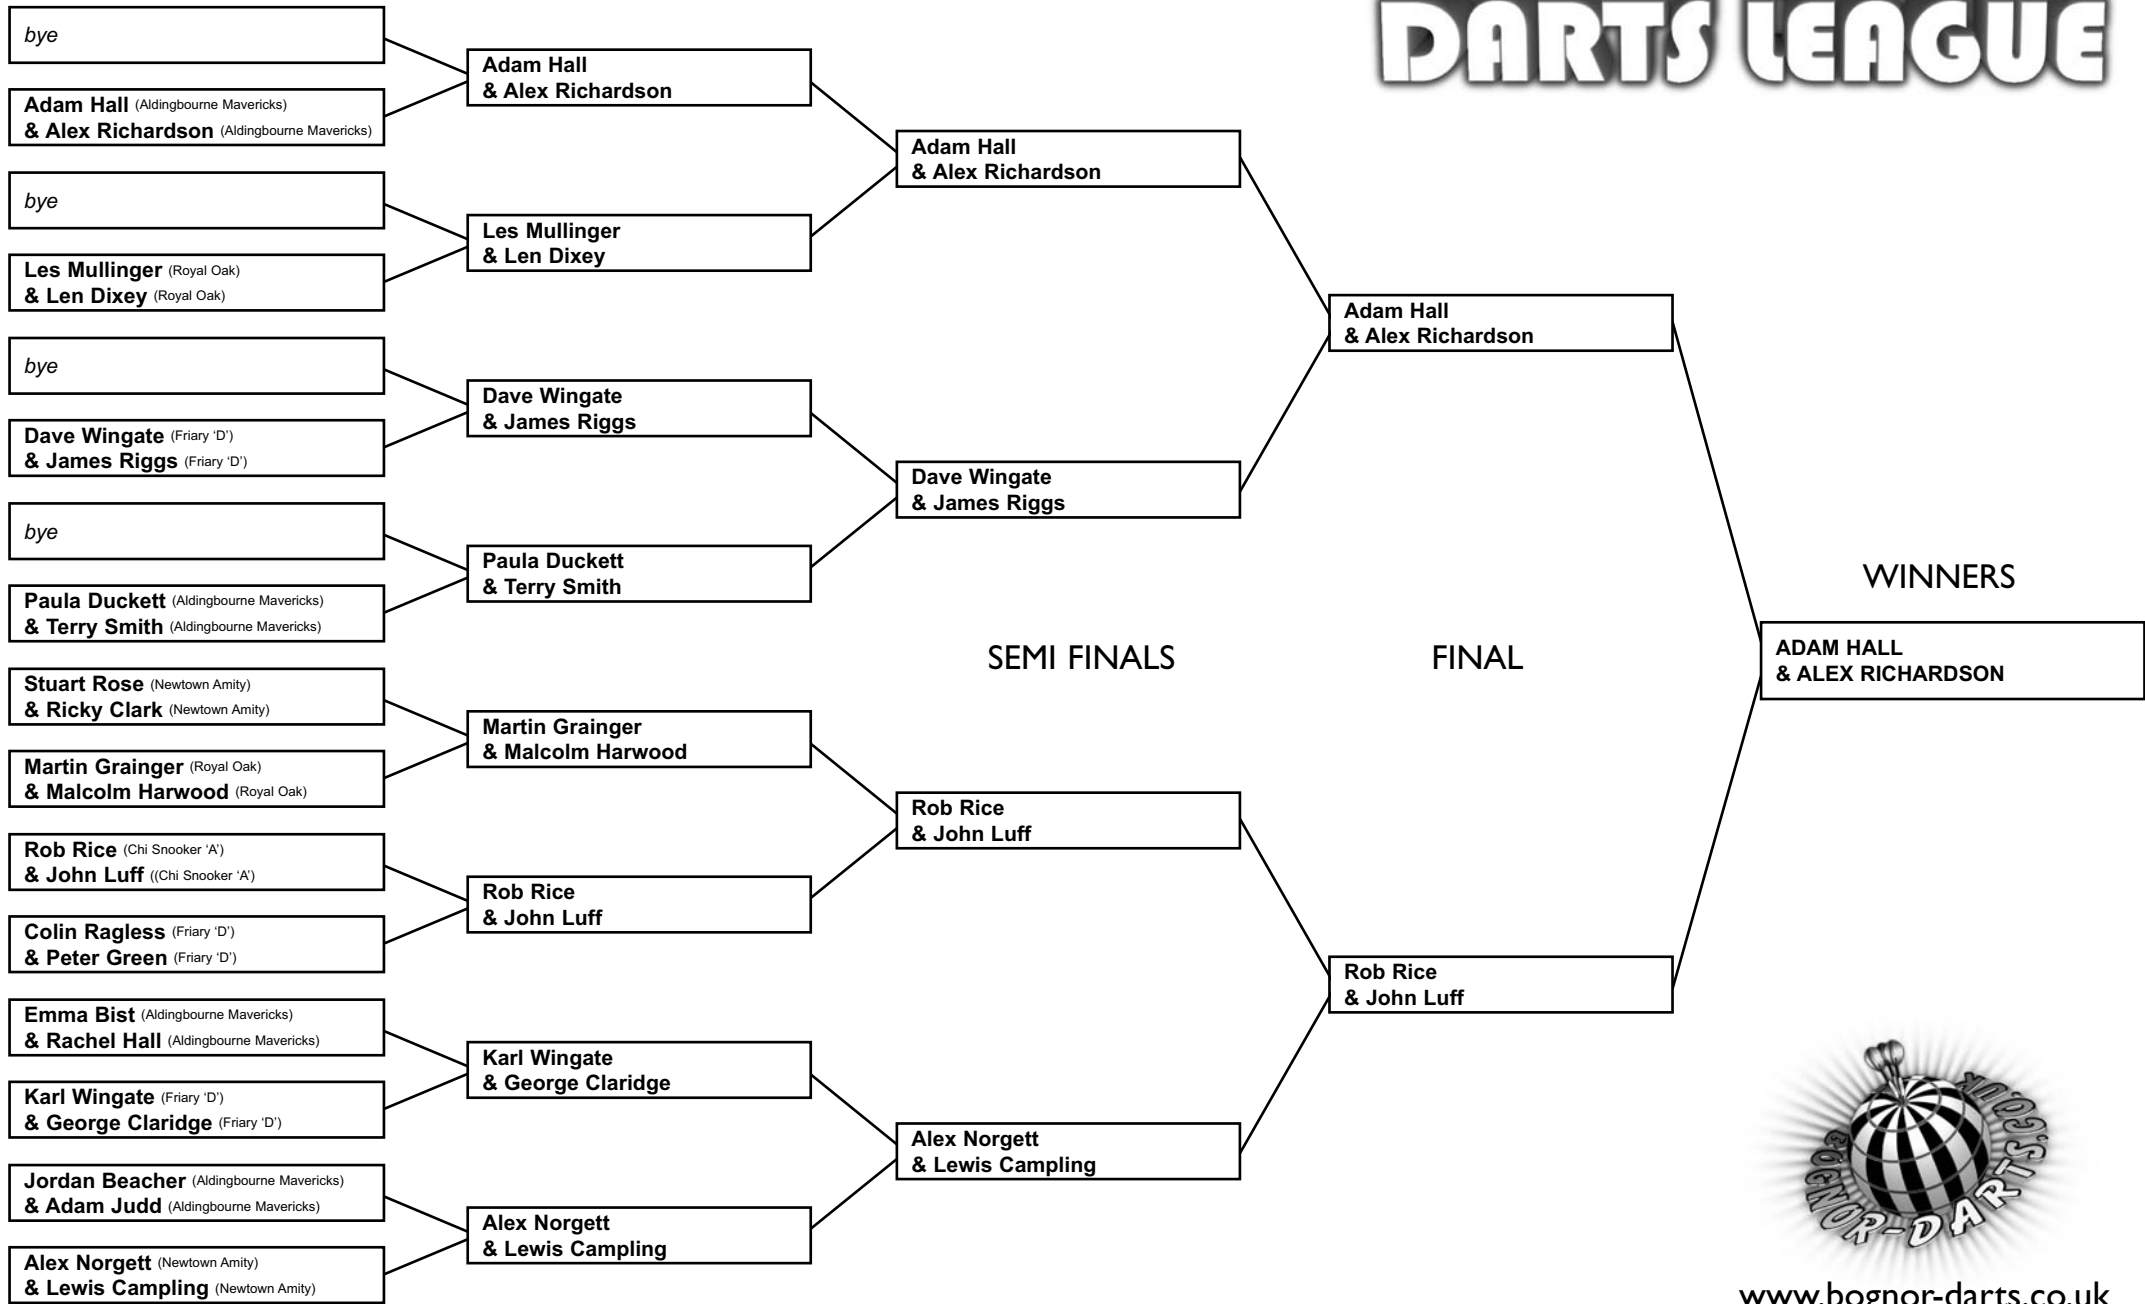 DARTS LEAGUE
bye
Adam Hall (Aldingbourne Mavericks)
& Alex Richardson (Aldingbourne Mavericks)
bye
Les Mullinger (Royal Oak)
& Len Dixey (Royal Oak)
bye
Dave Wingate (Friary ‘D’)
& James Riggs (Friary ‘D’)
bye
Paula Duckett (Aldingbourne Mavericks)
& Terry Smith (Aldingbourne Mavericks)
Stuart Rose (Newtown Amity)
& Ricky Clark (Newtown Amity)
Martin Grainger (Royal Oak)
& Malcolm Harwood (Royal Oak)
Rob Rice (Chi Snooker ‘A’)
& John Luff ((Chi Snooker ‘A’)
Colin Ragless (Friary ‘D’)
& Peter Green (Friary ‘D’)
Emma Bist (Aldingbourne Mavericks)
& Rachel Hall (Aldingbourne Mavericks)
Karl Wingate (Friary ‘D’)
& George Claridge (Friary ‘D’)
Jordan Beacher (Aldingbourne Mavericks)
& Adam Judd (Aldingbourne Mavericks)
Alex Norgett (Newtown Amity)
& Lewis Campling (Newtown Amity)
Adam Hall
& Alex Richardson
Les Mullinger
& Len Dixey
Dave Wingate
& James Riggs
Paula Duckett
& Terry Smith
Martin Grainger
& Malcolm Harwood
Rob Rice
& John Luff
Karl Wingate
& George Claridge
Alex Norgett
& Lewis Campling
Adam Hall
& Alex Richardson
Dave Wingate
& James Riggs
SEMI FINALS
Rob Rice
& John Luff
Alex Norgett
& Lewis Campling
Adam Hall
& Alex Richardson
FINAL
Rob Rice
& John Luff
WINNERS
ADAM HALL
& ALEX RICHARDSON
BOGNOR-DARTS.CO.UK
www.bognor-darts.co.uk